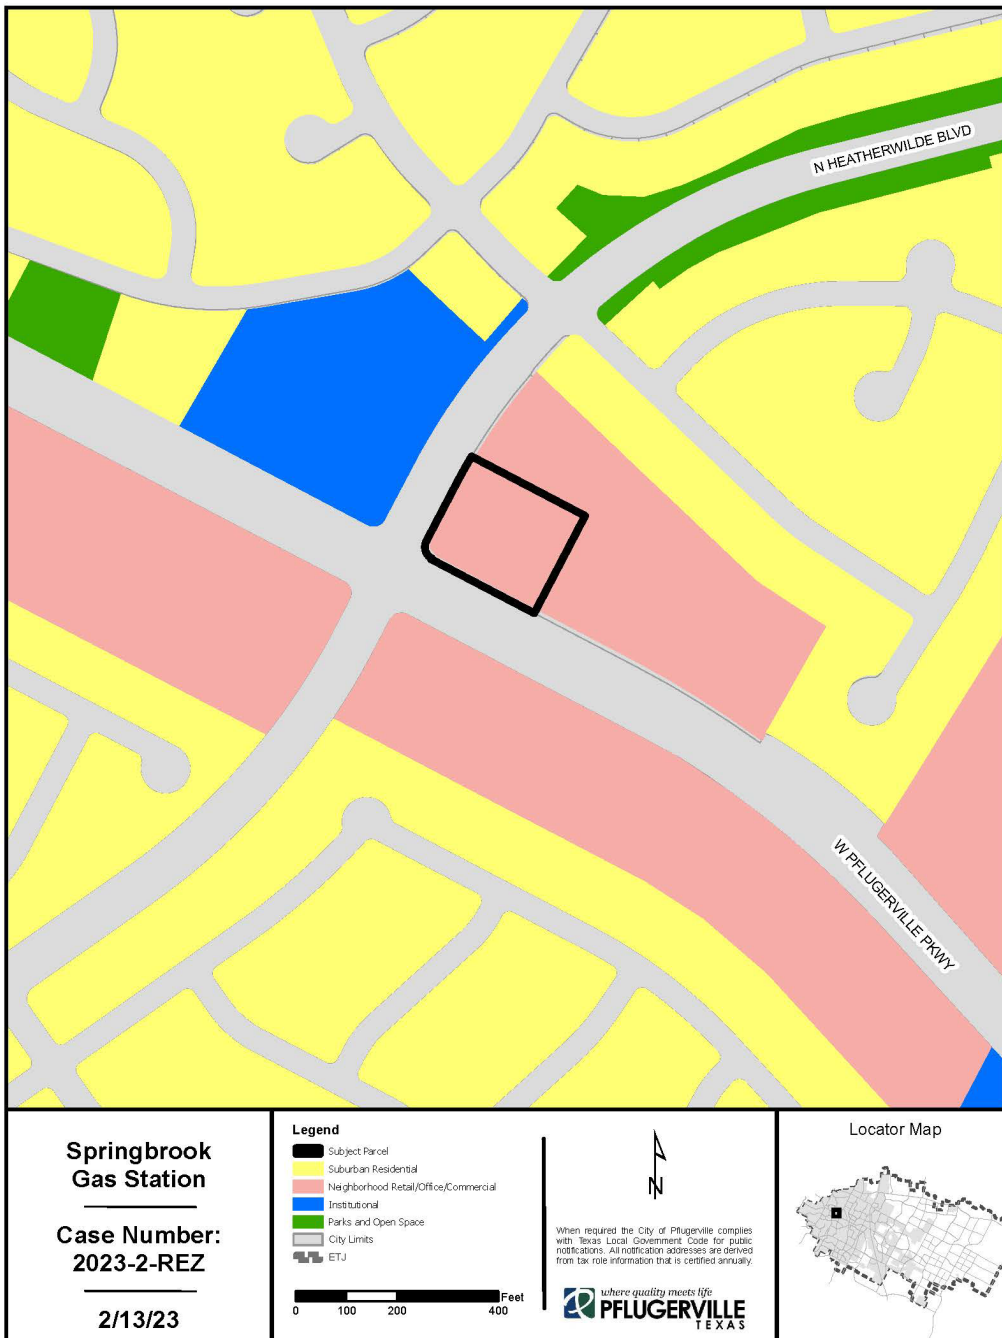 N HEATHERWILDE BLVD
W PFLUGERVILLE PKWY
Springbrook
Gas Station
Case Number:
2023-2-REZ
2/13/23
Legend
Subject Parcel
Suburban Residential
Neighborhood Retail/Office/Commercial
Institutional
Parks and Open Space
City Limits
ETJ
Feet
0 100 200 400
N
When required the City of Pflugerville complies
with Texas Local Government Code for public
notifications. All notification addresses are derived
from tax role information that is certified annually.
where quality meets life
PFLUGERVILLE
TEXAS
Locator Map